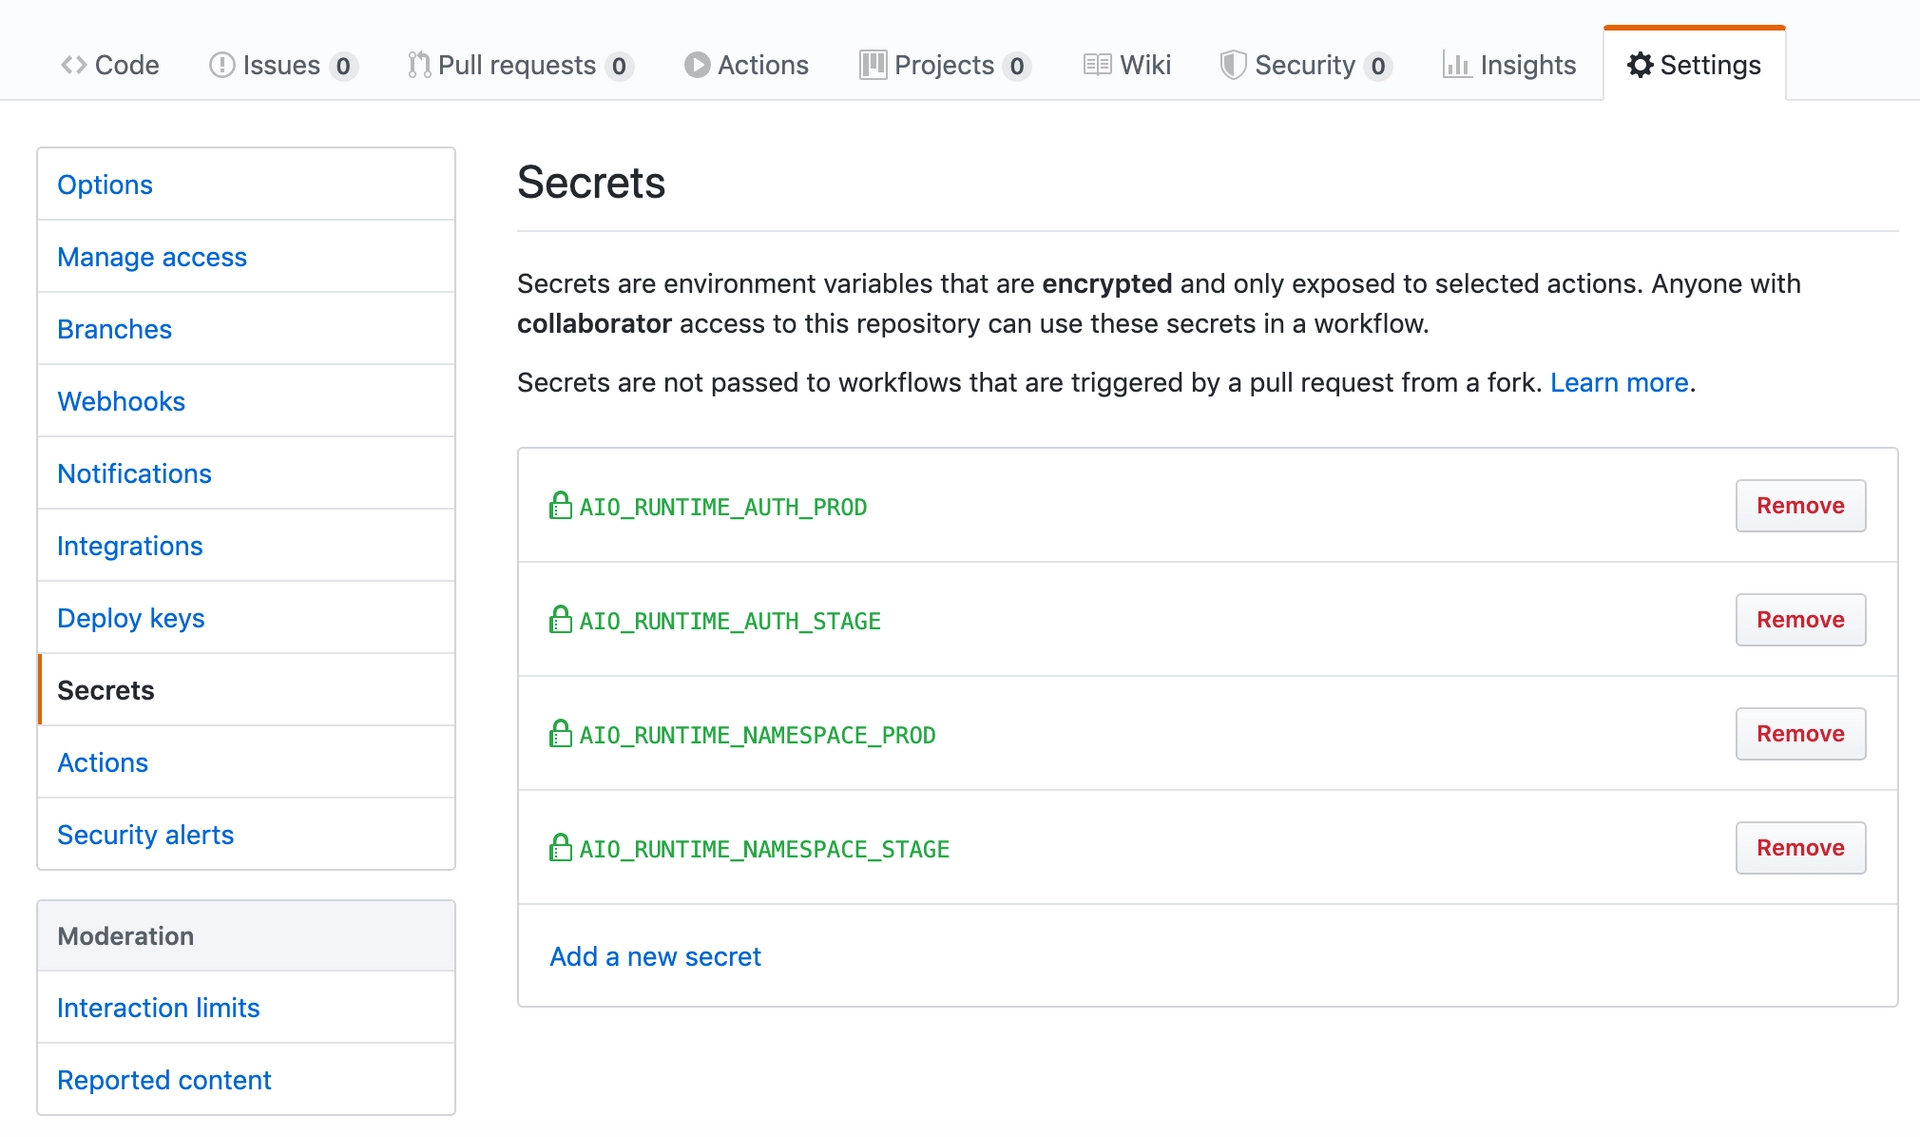 Code Issues 0 Pull requests 0 Actions Projects 0 Wiki Security 0 Insights Settings
Options
Manage access
Branches
Webhooks
Notifications
Integrations
Deploy keys
Secrets
Actions
Security alerts
Moderation
Interaction limits
Reported content
Secrets
Secrets are environment variables that are encrypted and only exposed to selected actions. Anyone with
collaborator access to this repository can use these secrets in a workflow.
Secrets are not passed to workflows that are triggered by a pull request from a fork. Learn more.
AIO_RUNTIME_AUTH_PROD Remove
AIO_RUNTIME_AUTH_STAGE Remove
AIO_RUNTIME_NAMESPACE_PROD Remove
AIO_RUNTIME_NAMESPACE_STAGE Remove
Add a new secret